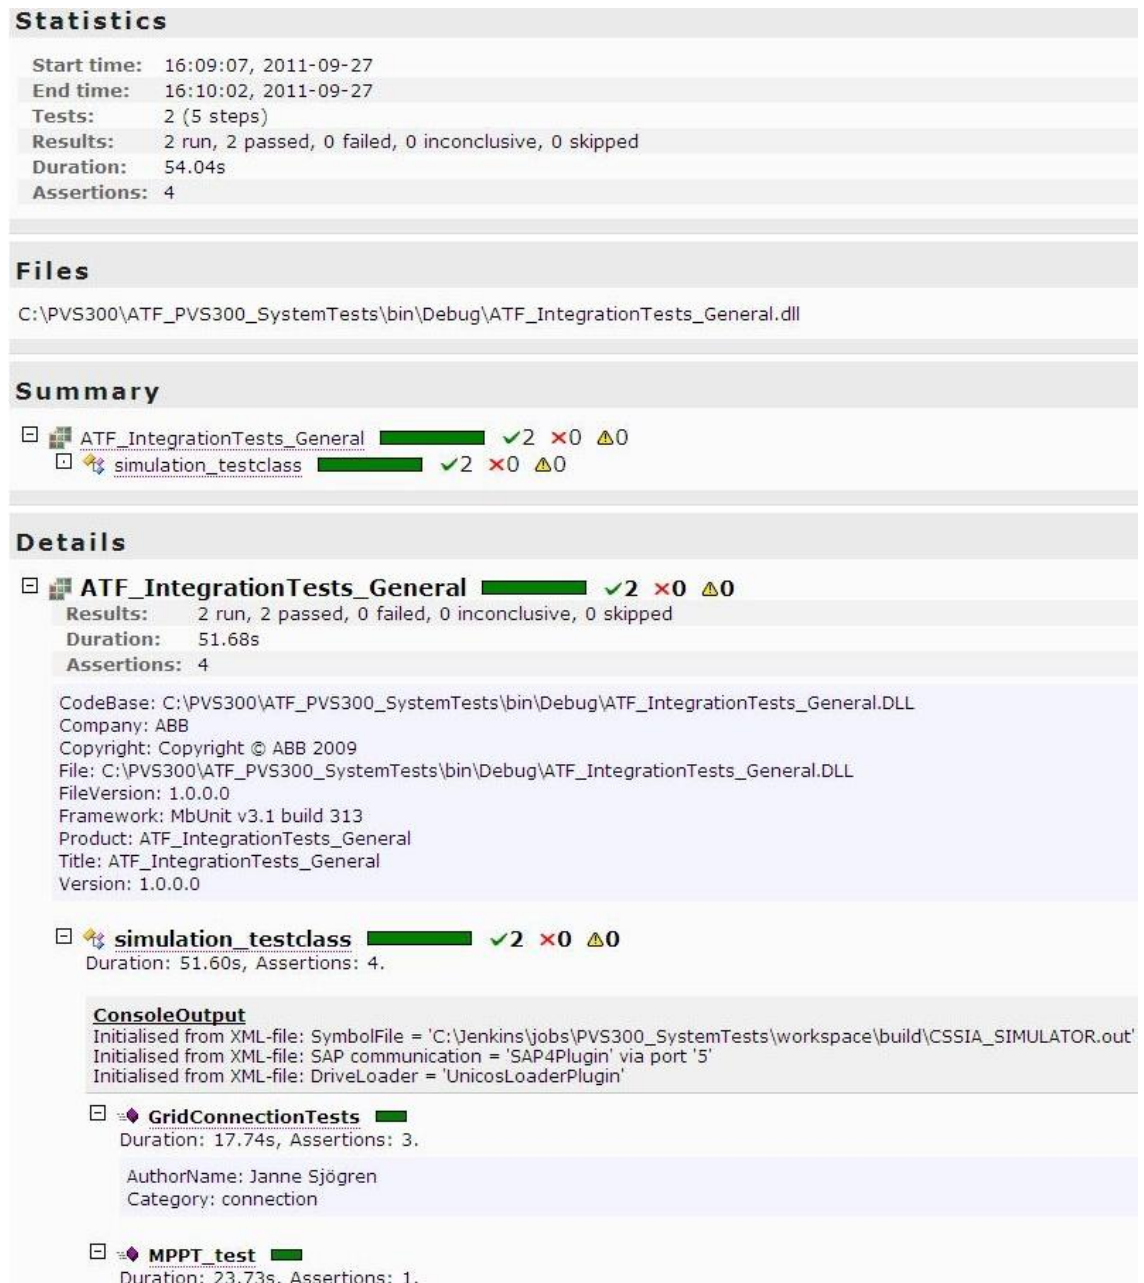 Statistics
Start time: 16:09:07, 2011-09-27
End time: 16:10:02, 2011-09-27
Tests: 2 (5 steps)
Results: 2 run, 2 passed, 0 failed, 0 inconclusive, 0 skipped
Duration: 54.04s
Assertions: 4
Files
C:\PVS300\ATF_PVS300_SystemTests\bin\Debug\ATF_IntegrationTests_General.dll
Summary
ATF_IntegrationTests_General 2 0 0
simulation_testclass 2 0 0
Details
ATF_IntegrationTests_General 2 0 0
Results: 2 run, 2 passed, 0 failed, 0 inconclusive, 0 skipped
Duration: 51.68s
Assertions: 4
CodeBase: C:\PVS300\ATF_PVS300_SystemTests\bin\Debug\ATF_IntegrationTests_General.DLL
Company: ABB
Copyright: Copyright © ABB 2009
File: C:\PVS300\ATF_PVS300_SystemTests\bin\Debug\ATF_IntegrationTests_General.DLL
FileVersion: 1.0.0.0
Framework: MbUnit v3.1 build 313
Product: ATF_IntegrationTests_General
Title: ATF_IntegrationTests_General
Version: 1.0.0.0
simulation_testclass 2 0 0
Duration: 51.60s, Assertions: 4.
ConsoleOutput
Initialised from XML-file: SymbolFile = 'C:\Jenkins\jobs\PVS300_SystemTests\workspace\build\CSSIA_SIMULATOR.out'
Initialised from XML-file: SAP communication = 'SAP4Plugin' via port '5'
Initialised from XML-file: DriveLoader = 'UnicosLoaderPlugin'
GridConnectionTests
Duration: 17.74s, Assertions: 3.
AuthorName: Janne Sjögren
Category: connection
MPPT_test
Duration: 23.73s, Assertions: 1.